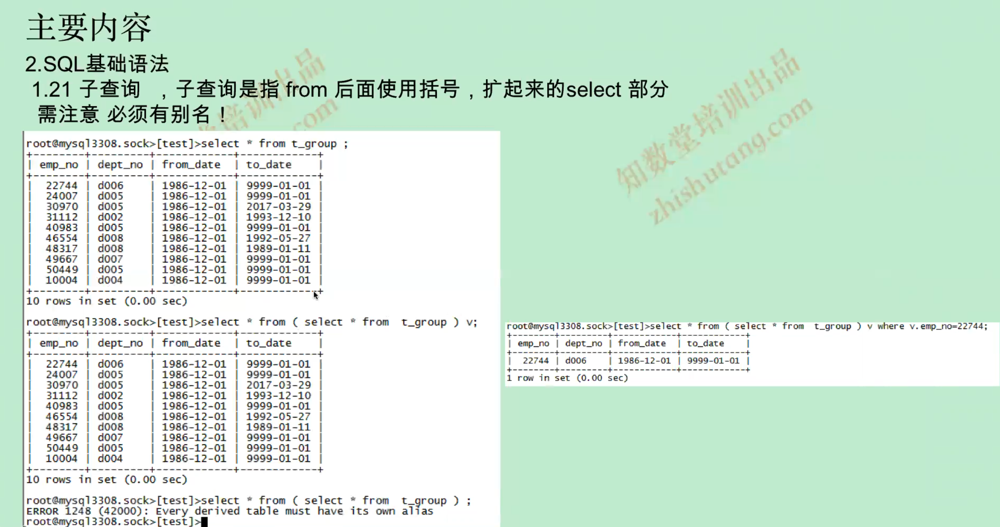 主要内容
2.SQL基础语法
1.21 子查询 ，子查询是指 from 后面使用括号，扩起来的select 部分
需注意 必须有别名！
root@mysql3308.sock>[test]>select * from t_group ;
+--------+---------+------------+------------+
| emp_no | dept_no | from_date  | to_date    |
+--------+---------+------------+------------+
|  22744 | d006    | 1986-12-01 | 9999-01-01 |
|  24007 | d005    | 1986-12-01 | 9999-01-01 |
|  30970 | d005    | 1986-12-01 | 2017-03-29 |
|  31112 | d002    | 1986-12-01 | 1993-12-10 |
|  40983 | d005    | 1986-12-01 | 9999-01-01 |
|  46554 | d008    | 1986-12-01 | 1992-05-27 |
|  48317 | d008    | 1986-12-01 | 1989-01-11 |
|  49667 | d007    | 1986-12-01 | 9999-01-01 |
|  50449 | d005    | 1986-12-01 | 9999-01-01 |
|  10004 | d004    | 1986-12-01 | 9999-01-01 |
+--------+---------+------------+------------+
10 rows in set (0.00 sec)
root@mysql3308.sock>[test]>select * from ( select * from  t_group ) v;
+--------+---------+------------+------------+
| emp_no | dept_no | from_date  | to_date    |
+--------+---------+------------+------------+
|  22744 | d006    | 1986-12-01 | 9999-01-01 |
|  24007 | d005    | 1986-12-01 | 9999-01-01 |
|  30970 | d005    | 1986-12-01 | 2017-03-29 |
|  31112 | d002    | 1986-12-01 | 1993-12-10 |
|  40983 | d005    | 1986-12-01 | 9999-01-01 |
|  46554 | d008    | 1986-12-01 | 1992-05-27 |
|  48317 | d008    | 1986-12-01 | 1989-01-11 |
|  49667 | d007    | 1986-12-01 | 9999-01-01 |
|  50449 | d005    | 1986-12-01 | 9999-01-01 |
|  10004 | d004    | 1986-12-01 | 9999-01-01 |
+--------+---------+------------+------------+
10 rows in set (0.00 sec)
root@mysql3308.sock>[test]>select * from ( select * from  t_group ) ;
ERROR 1248 (42000): Every derived table must have its own alias
root@mysql3308.sock>[test]>
root@mysql3308.sock>[test]>select * from ( select * from  t_group ) v where v.emp_no=22744;
+--------+---------+------------+------------+
| emp_no | dept_no | from_date  | to_date    |
+--------+---------+------------+------------+
|  22744 | d006    | 1986-12-01 | 9999-01-01 |
+--------+---------+------------+------------+
1 row in set (0.00 sec)
知数堂培训出品
zhishutang.com
培训出品
.com